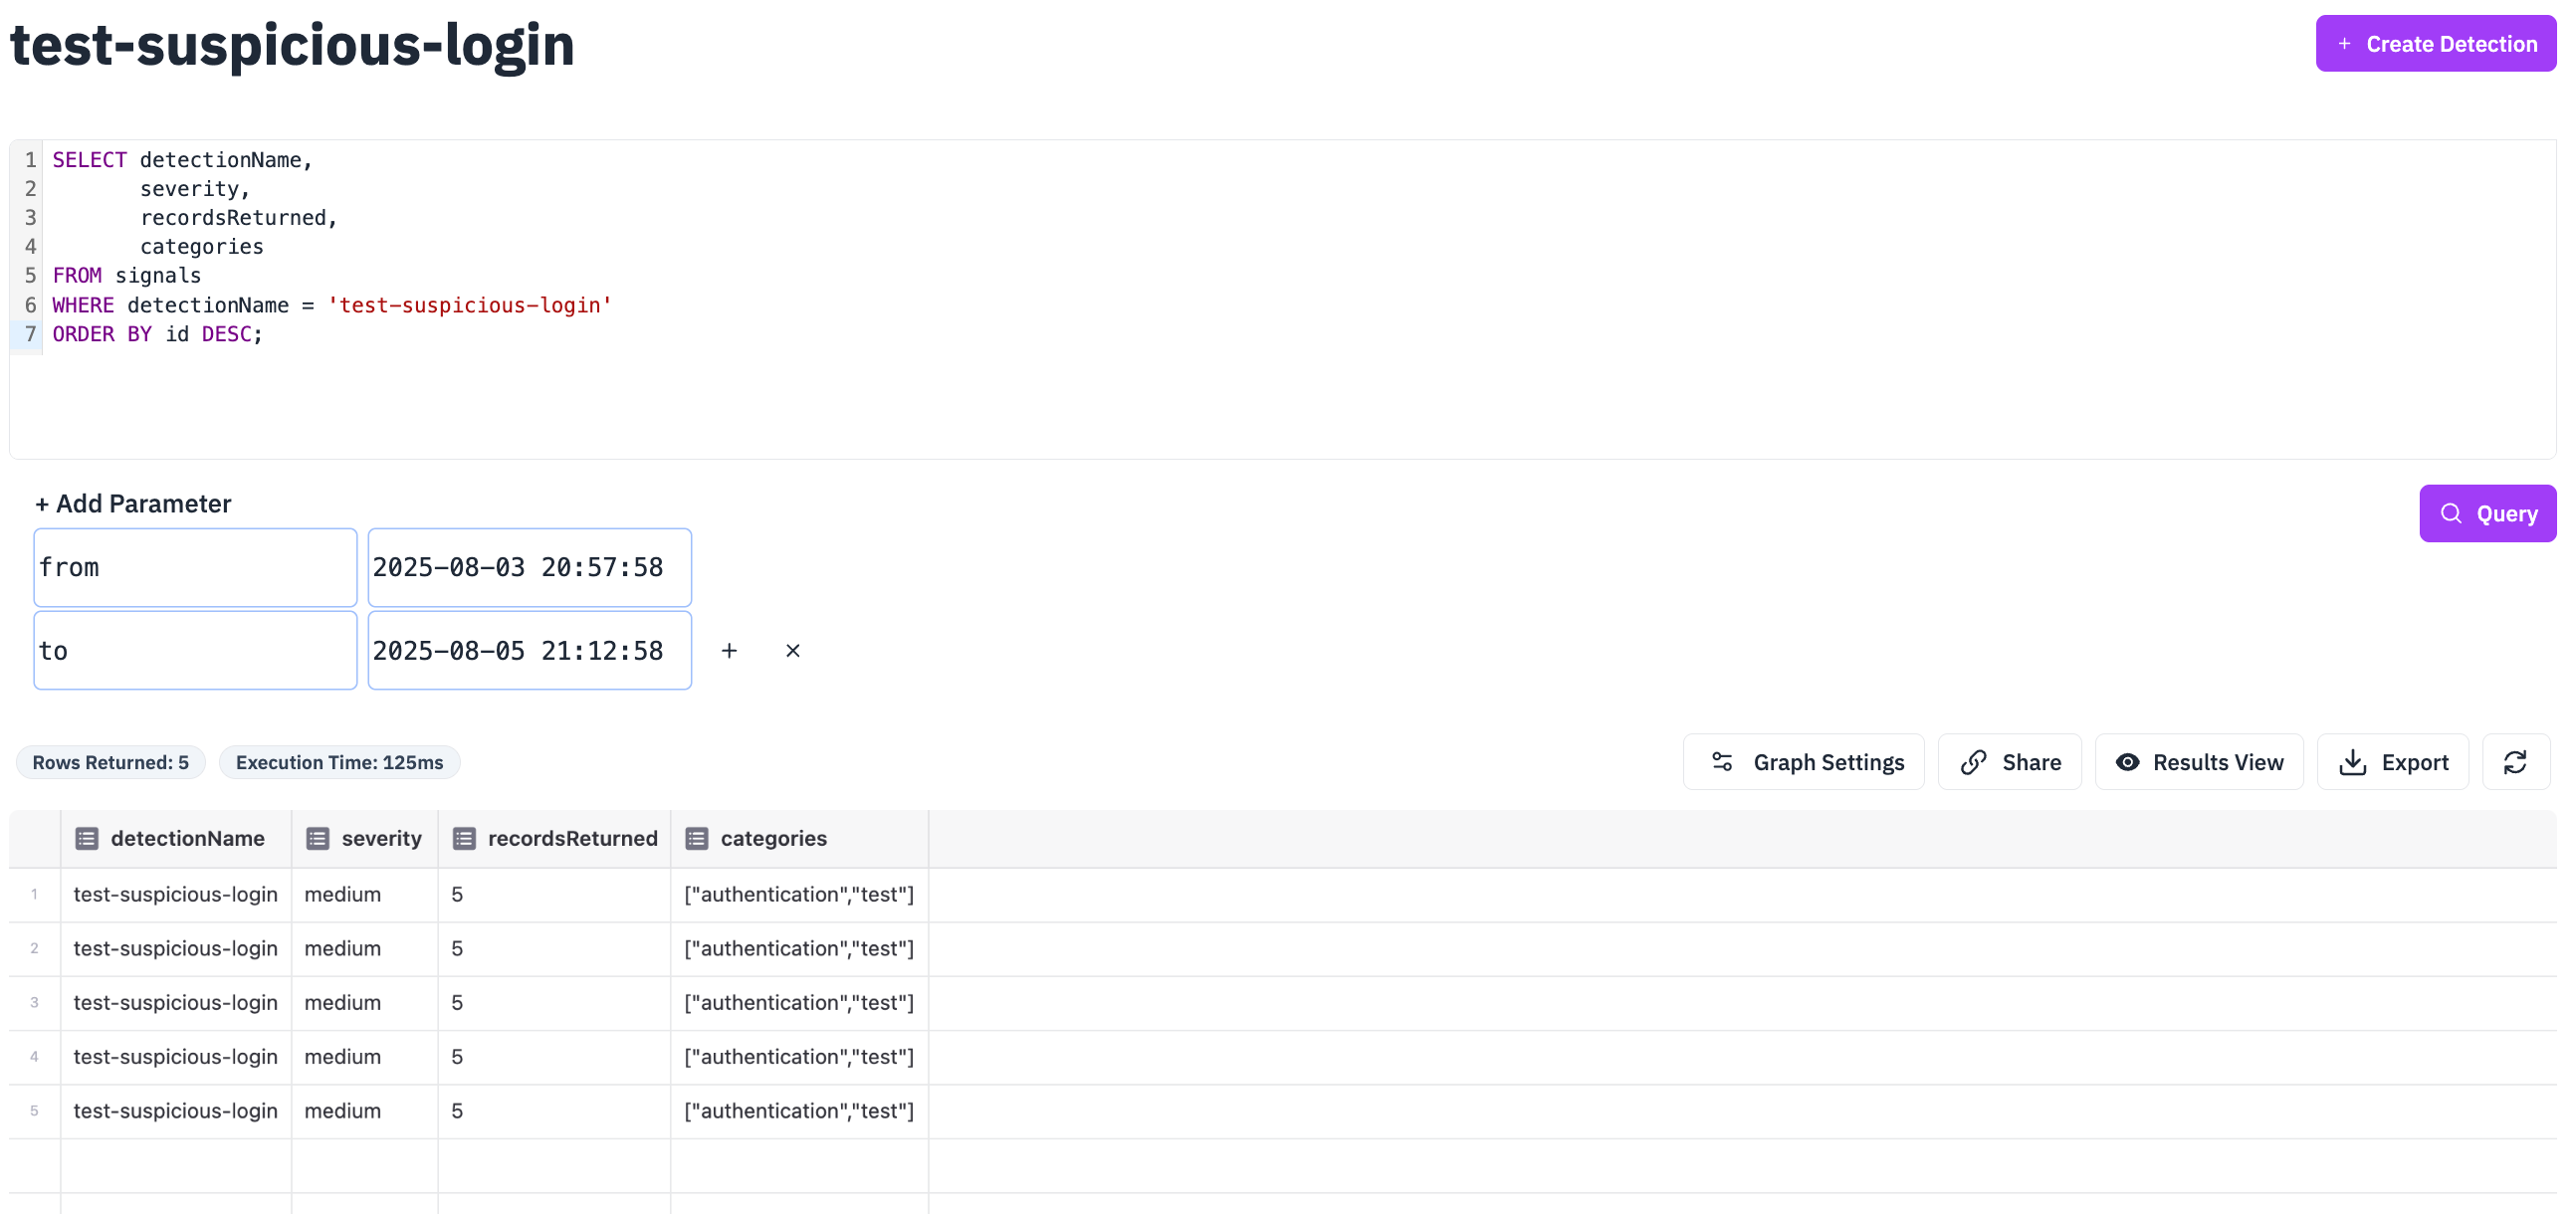 test-suspicious-login
+ Create Detection
1 SELECT detectionName,
2 severity,
3 recordsReturned,
4 categories
5 FROM signals
6 WHERE detectionName = 'test-suspicious-login'
7 ORDER BY id DESC;
+ Add Parameter
Query
from 2025-08-03 20:57:58
to 2025-08-05 21:12:58 + ×
Rows Returned: 5 Execution Time: 125ms Graph Settings Share Results View Export
detectionName severity recordsReturned categories
1 test-suspicious-login medium 5 ["authentication","test"]
2 test-suspicious-login medium 5 ["authentication","test"]
3 test-suspicious-login medium 5 ["authentication","test"]
4 test-suspicious-login medium 5 ["authentication","test"]
5 test-suspicious-login medium 5 ["authentication","test"]